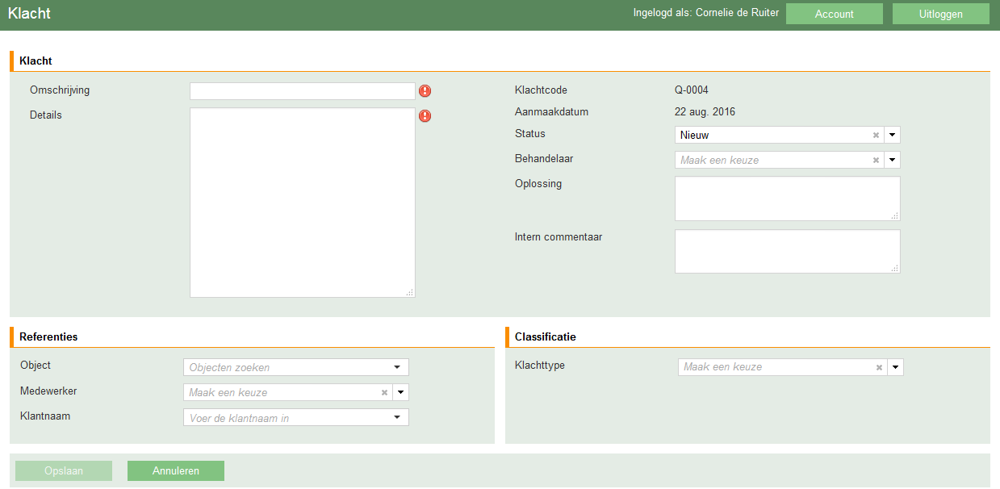 Klacht
Ingelogd als: Cornelie de Ruiter
Account
Uitloggen
Klacht
Omschrijving
Details
Klachtcode
Q-0004
Aanmaakdatum
22 aug. 2016
Status
Nieuw
Behandelaar
Maak een keuze
Oplossing
Intern commentaar
Referenties
Object
Objecten zoeken
Medewerker
Maak een keuze
Klantnaam
Voer de klantnaam in
Classificatie
Klachttype
Maak een keuze
Opslaan
Annuleren